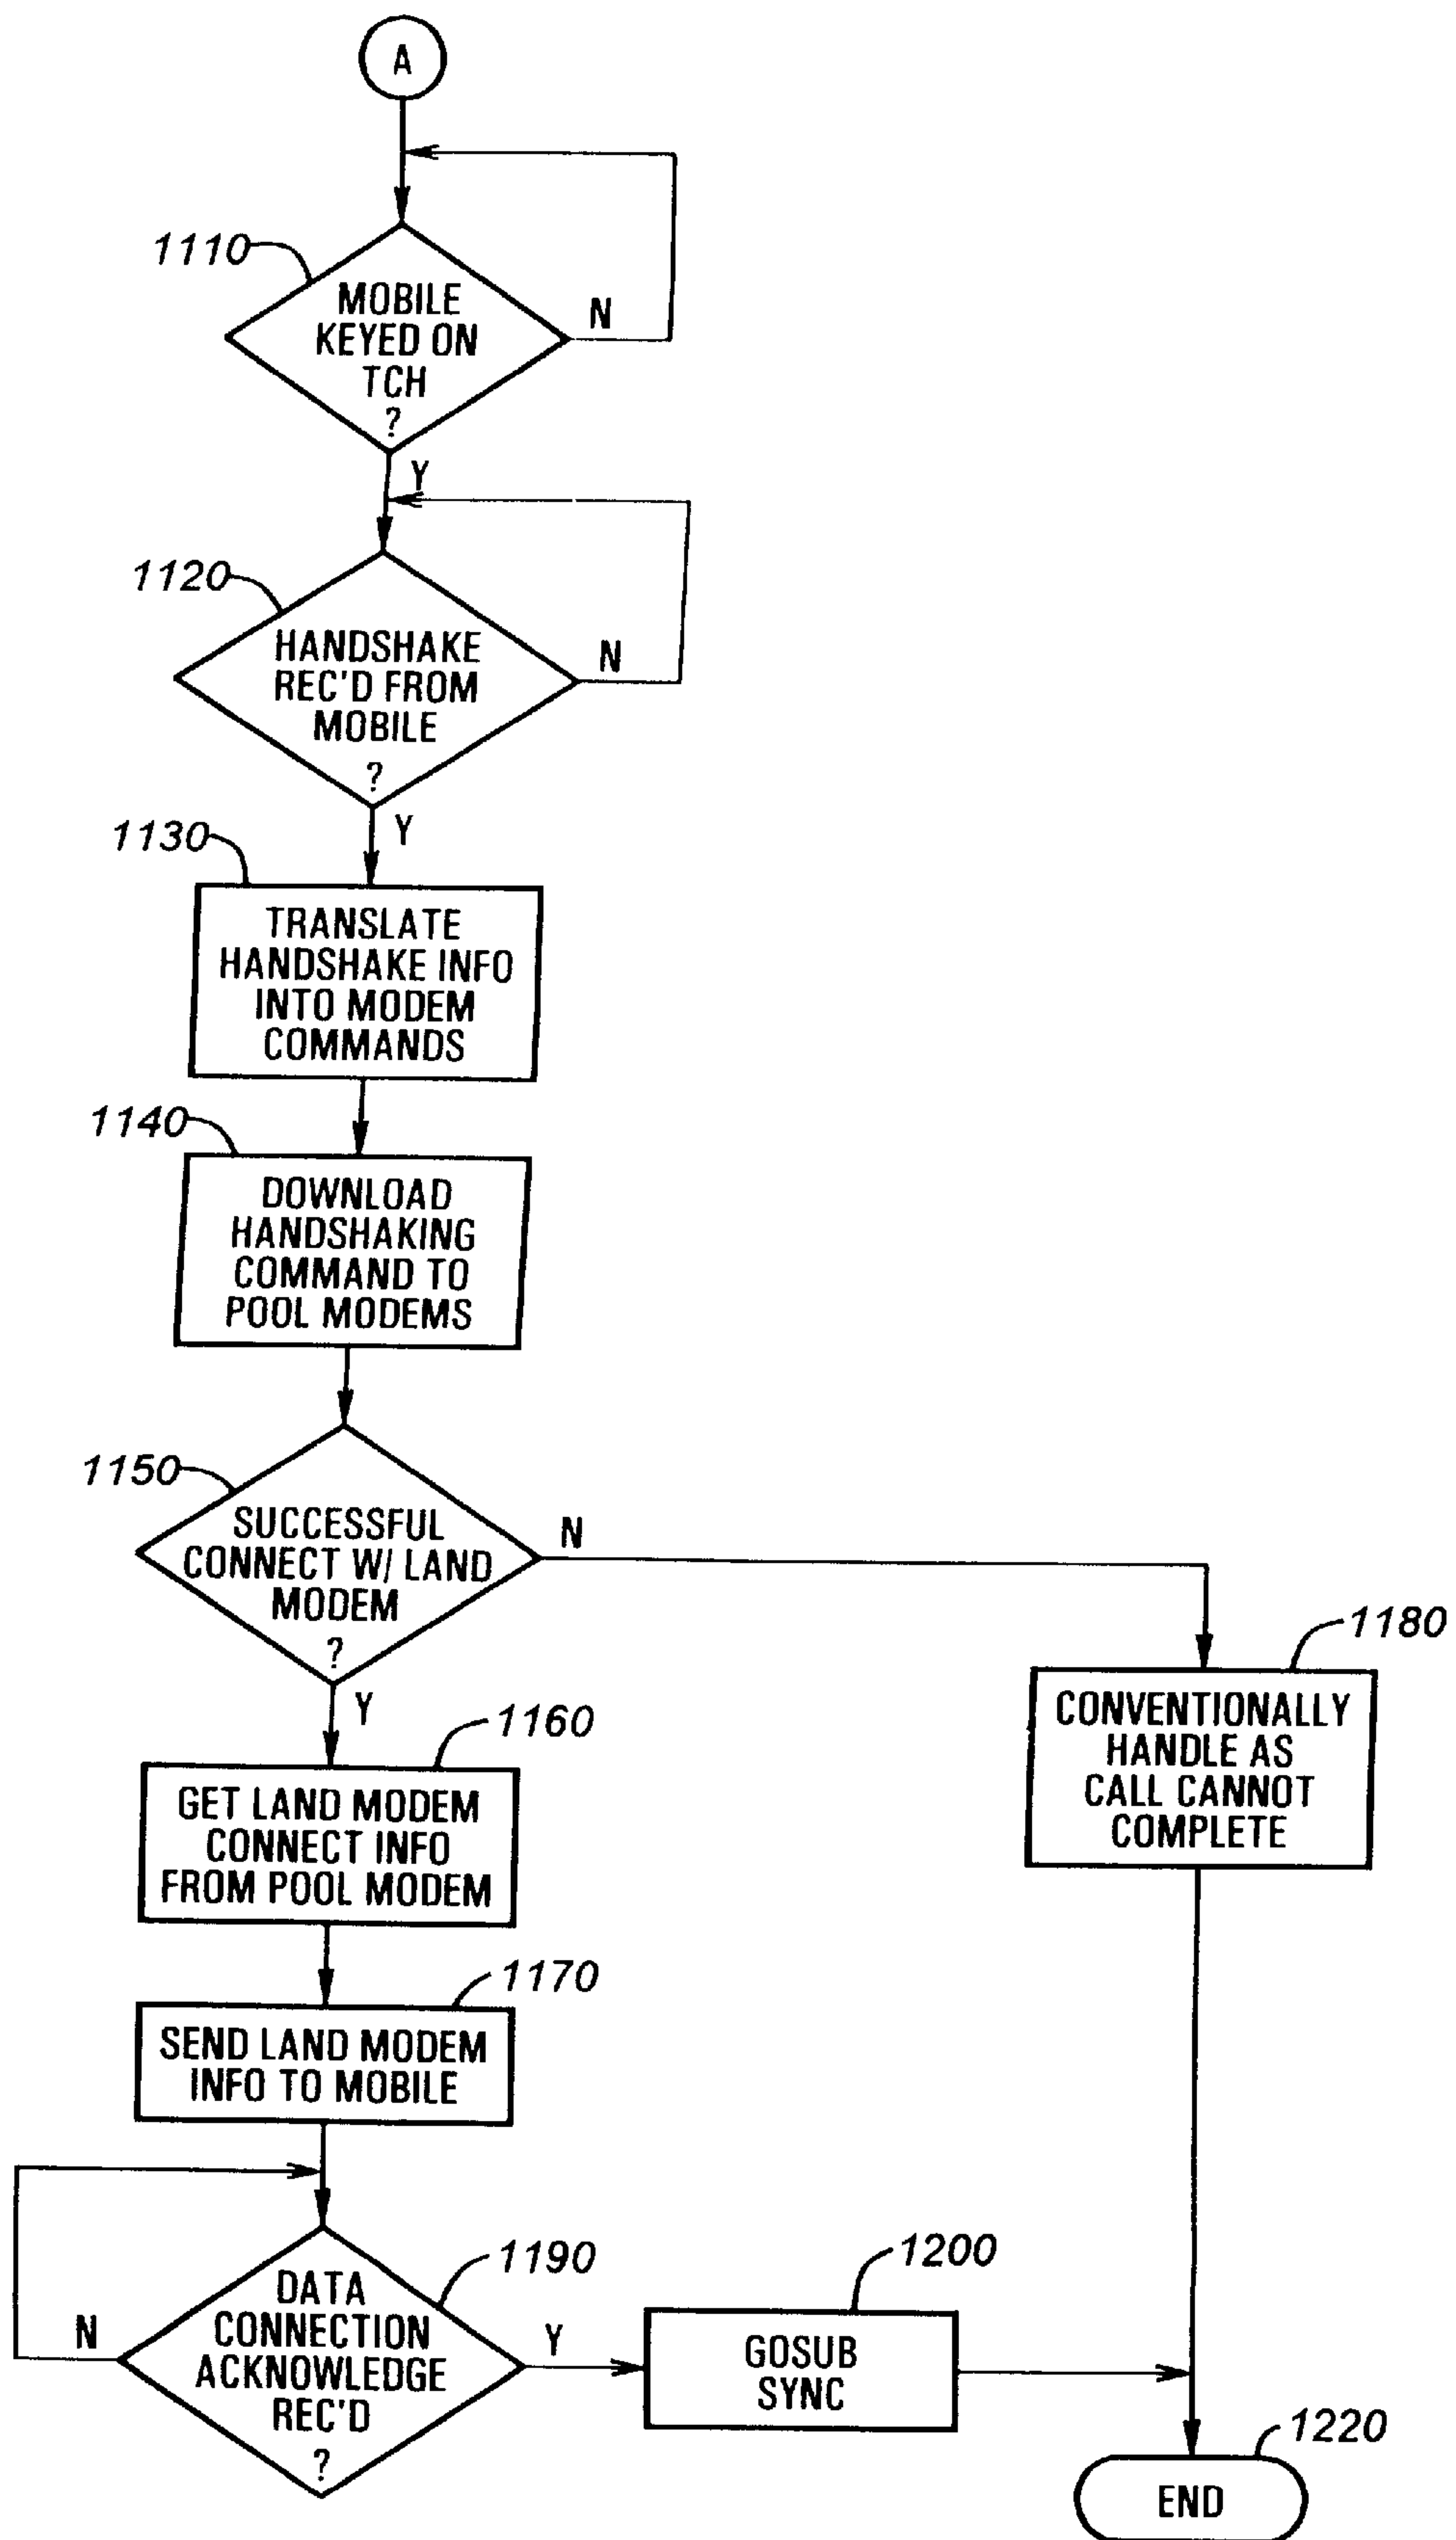 A
1110
MOBILE
KEYED ON
TCH
?
N
Y
1120
HANDSHAKE
REC'D FROM
MOBILE
?
N
Y
1130
TRANSLATE
HANDSHAKE INFO
INTO MODEM
COMMANDS
1140
DOWNLOAD
HANDSHAKING
COMMAND TO
POOL MODEMS
1150
SUCCESSFUL
CONNECT W/ LAND
MODEM
?
N
Y
1180
CONVENTIONALLY
HANDLE AS
CALL CANNOT
COMPLETE
1160
GET LAND MODEM
CONNECT INFO
FROM POOL MODEM
1170
SEND LAND MODEM
INFO TO MOBILE
1190
DATA
CONNECTION
ACKNOWLEDGE
REC'D
?
N
Y
1200
GOSUB
SYNC
1220
END